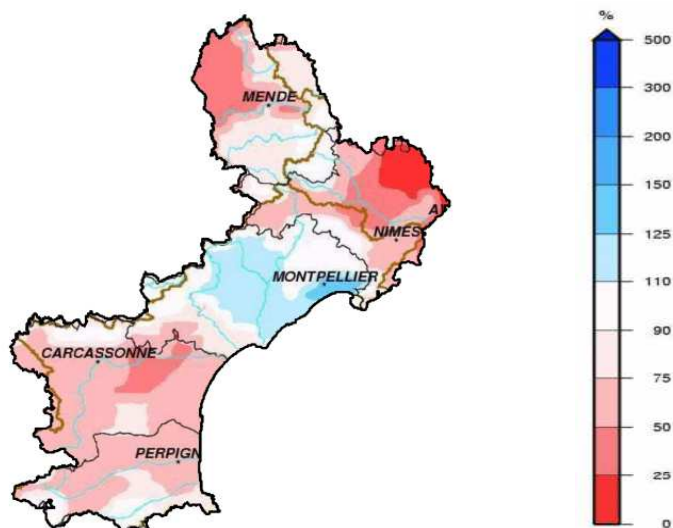 %
500
300
200
150
125
110
90
75
50
25
0
MENDE
A
NIMES
MONTPELLIER
CARCASSONNE
PERPIGN